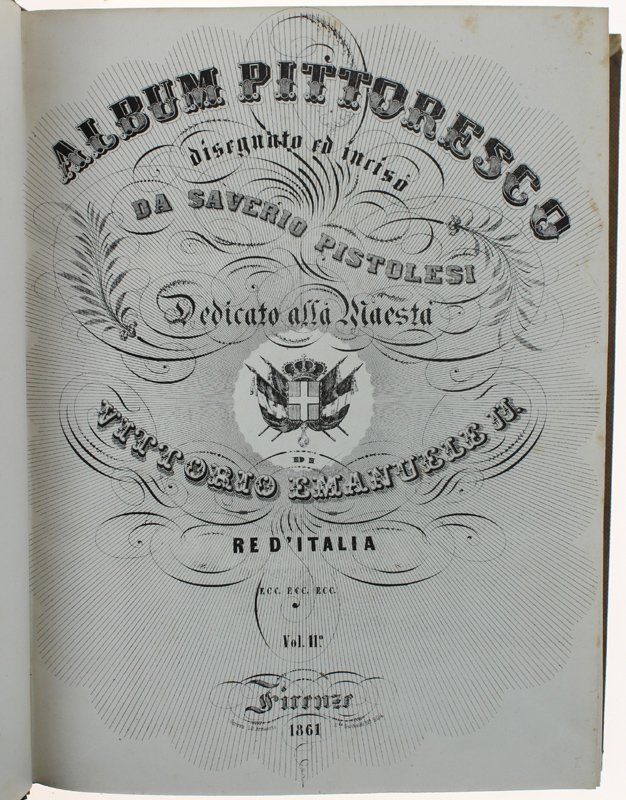 ALBUM PITTORESCO
disegnato ed inciso
DA SAVERIO PISTOLESI
Dedicato alla Maestà
VITTORIO EMANUELE II.
RE D'ITALIA
ECC. ECC. ECC.
Vol. II.º
Firenze
1861